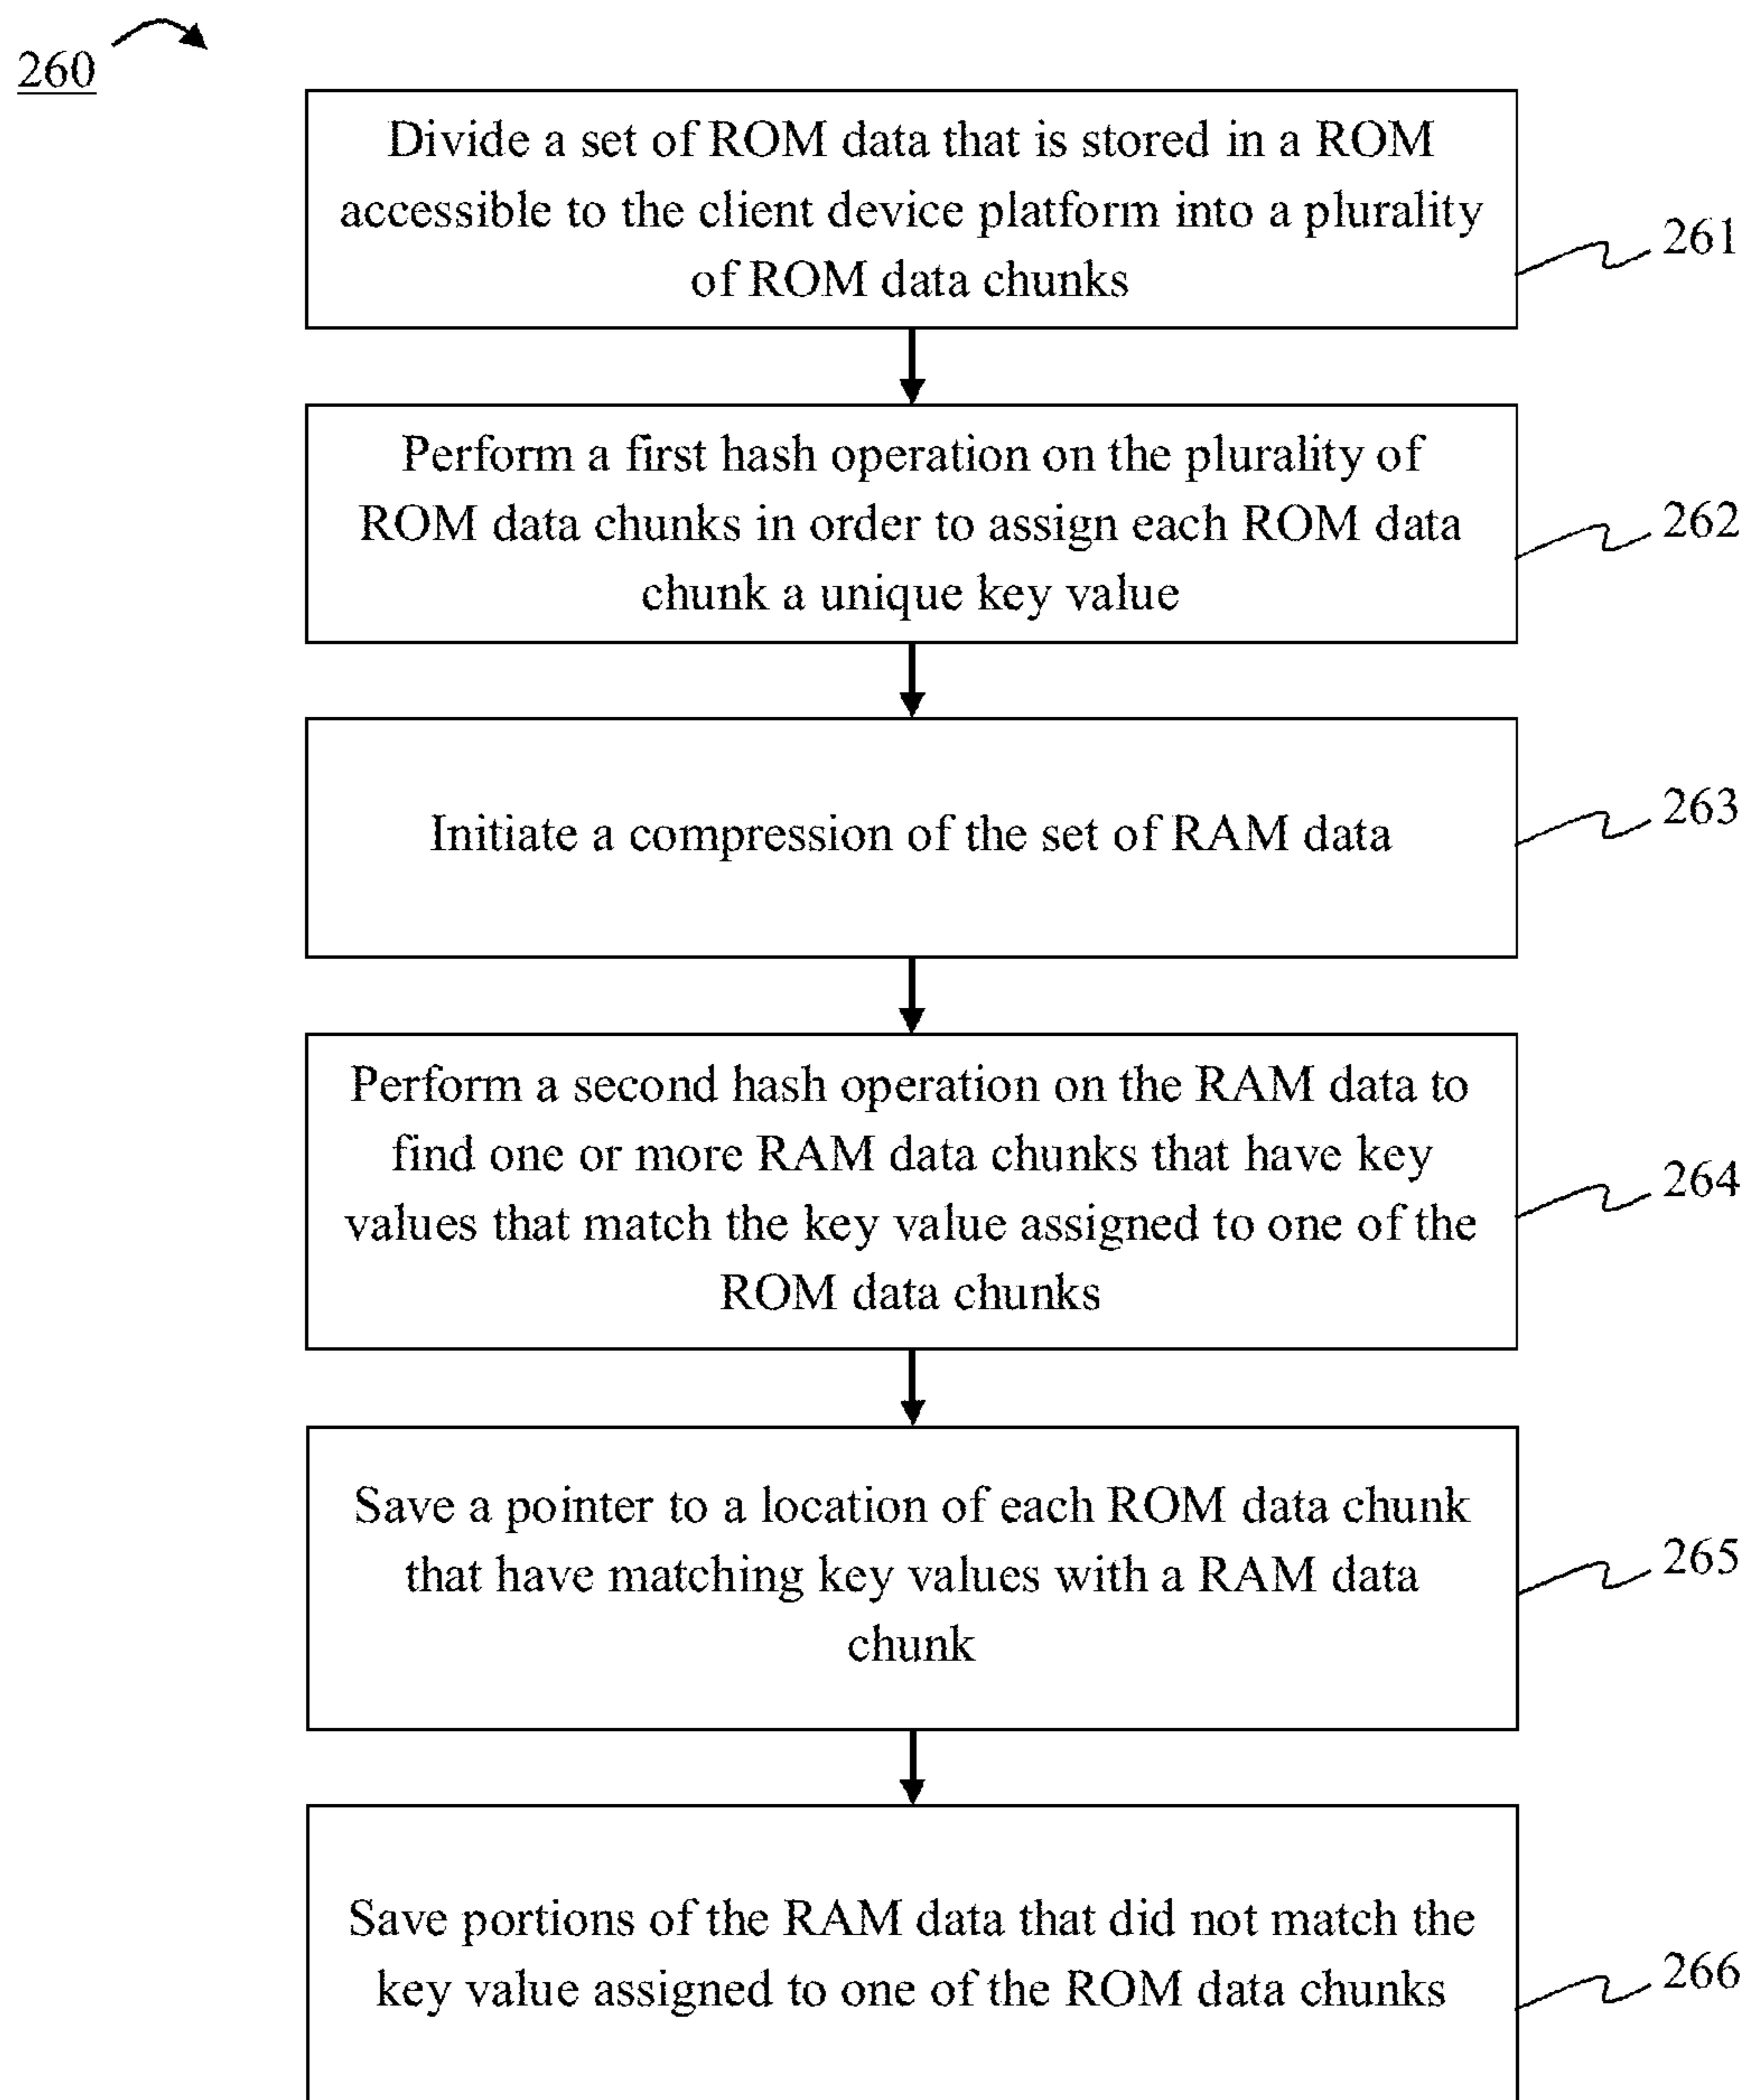 260
Divide a set of ROM data that is stored in a ROM
accessible to the client device platform into a plurality
of ROM data chunks
261
Perform a first hash operation on the plurality of
ROM data chunks in order to assign each ROM data
chunk a unique key value
262
Initiate a compression of the set of RAM data
263
Perform a second hash operation on the RAM data to
find one or more RAM data chunks that have key
values that match the key value assigned to one of the
ROM data chunks
264
Save a pointer to a location of each ROM data chunk
that have matching key values with a RAM data
chunk
265
Save portions of the RAM data that did not match the
key value assigned to one of the ROM data chunks
266